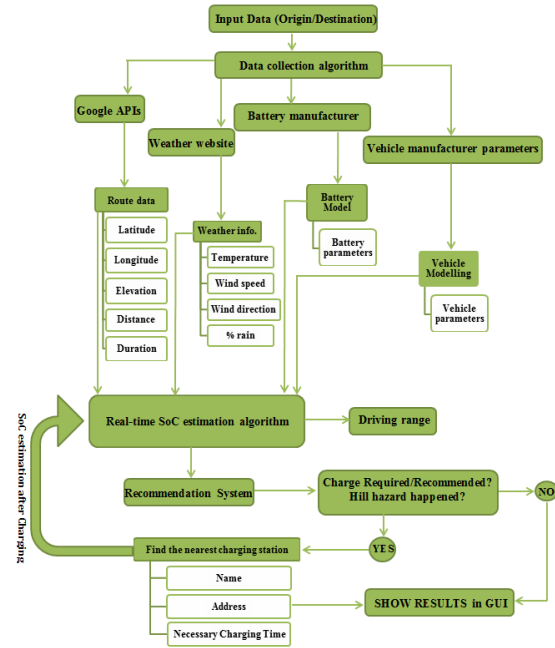 Input Data (Origin/Destination)
Data collection algorithm
Google APIs
Battery manufacturer
Weather website
Vehicle manufacturer parameters
Route data
Latitude
Longitude
Elevation
Distance
Duration
Weather info.
Temperature
Wind speed
Wind direction
% rain
Battery
Model
Battery
parameters
Vehicle
Modelling
Vehicle
parameters
SoC estimation after Charging
Real-time SoC estimation algorithm
Driving range
Recommendation System
Charge Required/Recommended?
Hill hazard happened?
NO
YES
Find the nearest charging station
Name
Address
Necessary Charging Time
SHOW RESULTS in GUI